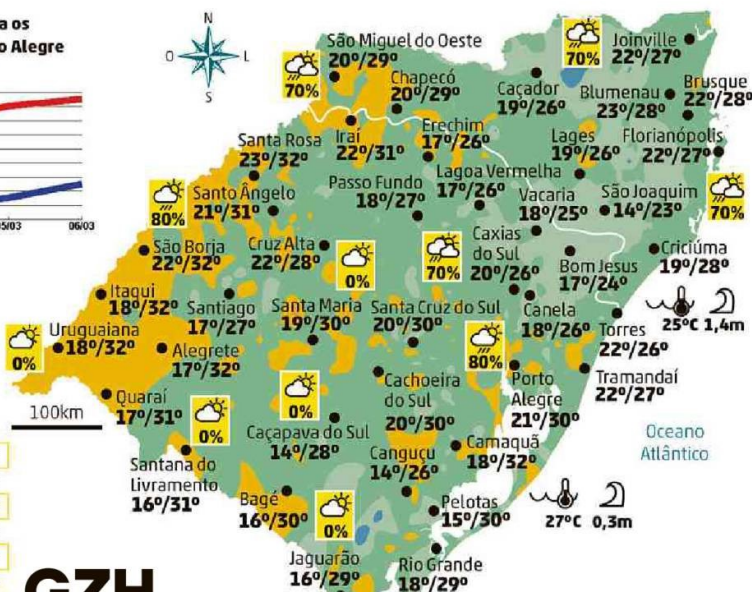 a os
o Alegre
05/03
06/03
N
O
L
S
70%
São Miguel do Oeste
20º/29º
Chapecó
20º/29º
70%
Joinville
22º/27º
Caçador
19º/26º
Blumenau
23º/28º
Brusque
22º/28º
Santa Rosa
23º/32º
Iraí
22º/31º
Erechim
17º/26º
Lages
19º/26º
Florianópolis
22º/27º
Lagoa Vermelha
17º/26º
Passo Fundo
18º/27º
80%
Santo Ângelo
21º/31º
Vacaria
18º/25º
São Joaquim
14º/23º
70%
São Borja
22º/32º
Cruz Alta
22º/28º
0%
70%
Caxias
do Sul
20º/26º
Bom Jesus
17º/24º
Criciúma
19º/28º
Itaqui
18º/32º
Santiago
17º/27º
Santa Maria
19º/30º
Santa Cruz do Sul
20º/30º
Canela
18º/26º
Torres
22º/26º
25ºC 1,4m
0%
Uruguaiana
18º/32º
Alegrete
17º/32º
80%
Porto
Alegre
21º/30º
Tramandaí
22º/27º
Quaraí
17º/31º
0%
0%
Cachoeira
do Sul
20º/30º
100km
Caçapava do Sul
14º/28º
Camaquã
18º/32º
Oceano
Atlântico
Santana do
Livramento
16º/31º
Canguçu
14º/26º
Bagé
16º/30º
0%
Pelotas
15º/30º
27ºC 0,3m
Jaguarão
16º/29º
Rio Grande
18º/29º
GZH